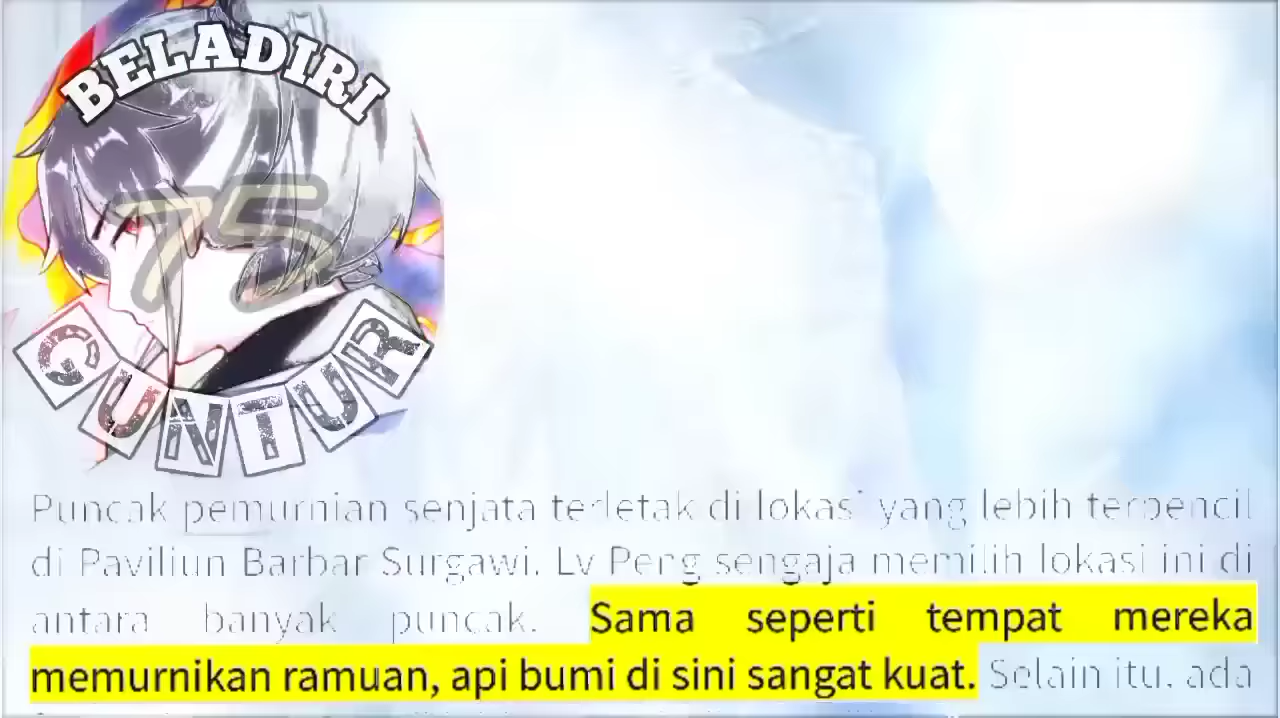 BELADIRI
75
GUNTUR
Puncak pemurnian senjata terletak di lokasi yang lebih terpencil
di Paviliun Barbar Surgawi. Lv Peng sengaja memilih lokasi ini di
antara banyak puncak. Sama seperti tempat mereka
memurnikan ramuan, api bumi di sini sangat kuat. Selain itu, ada